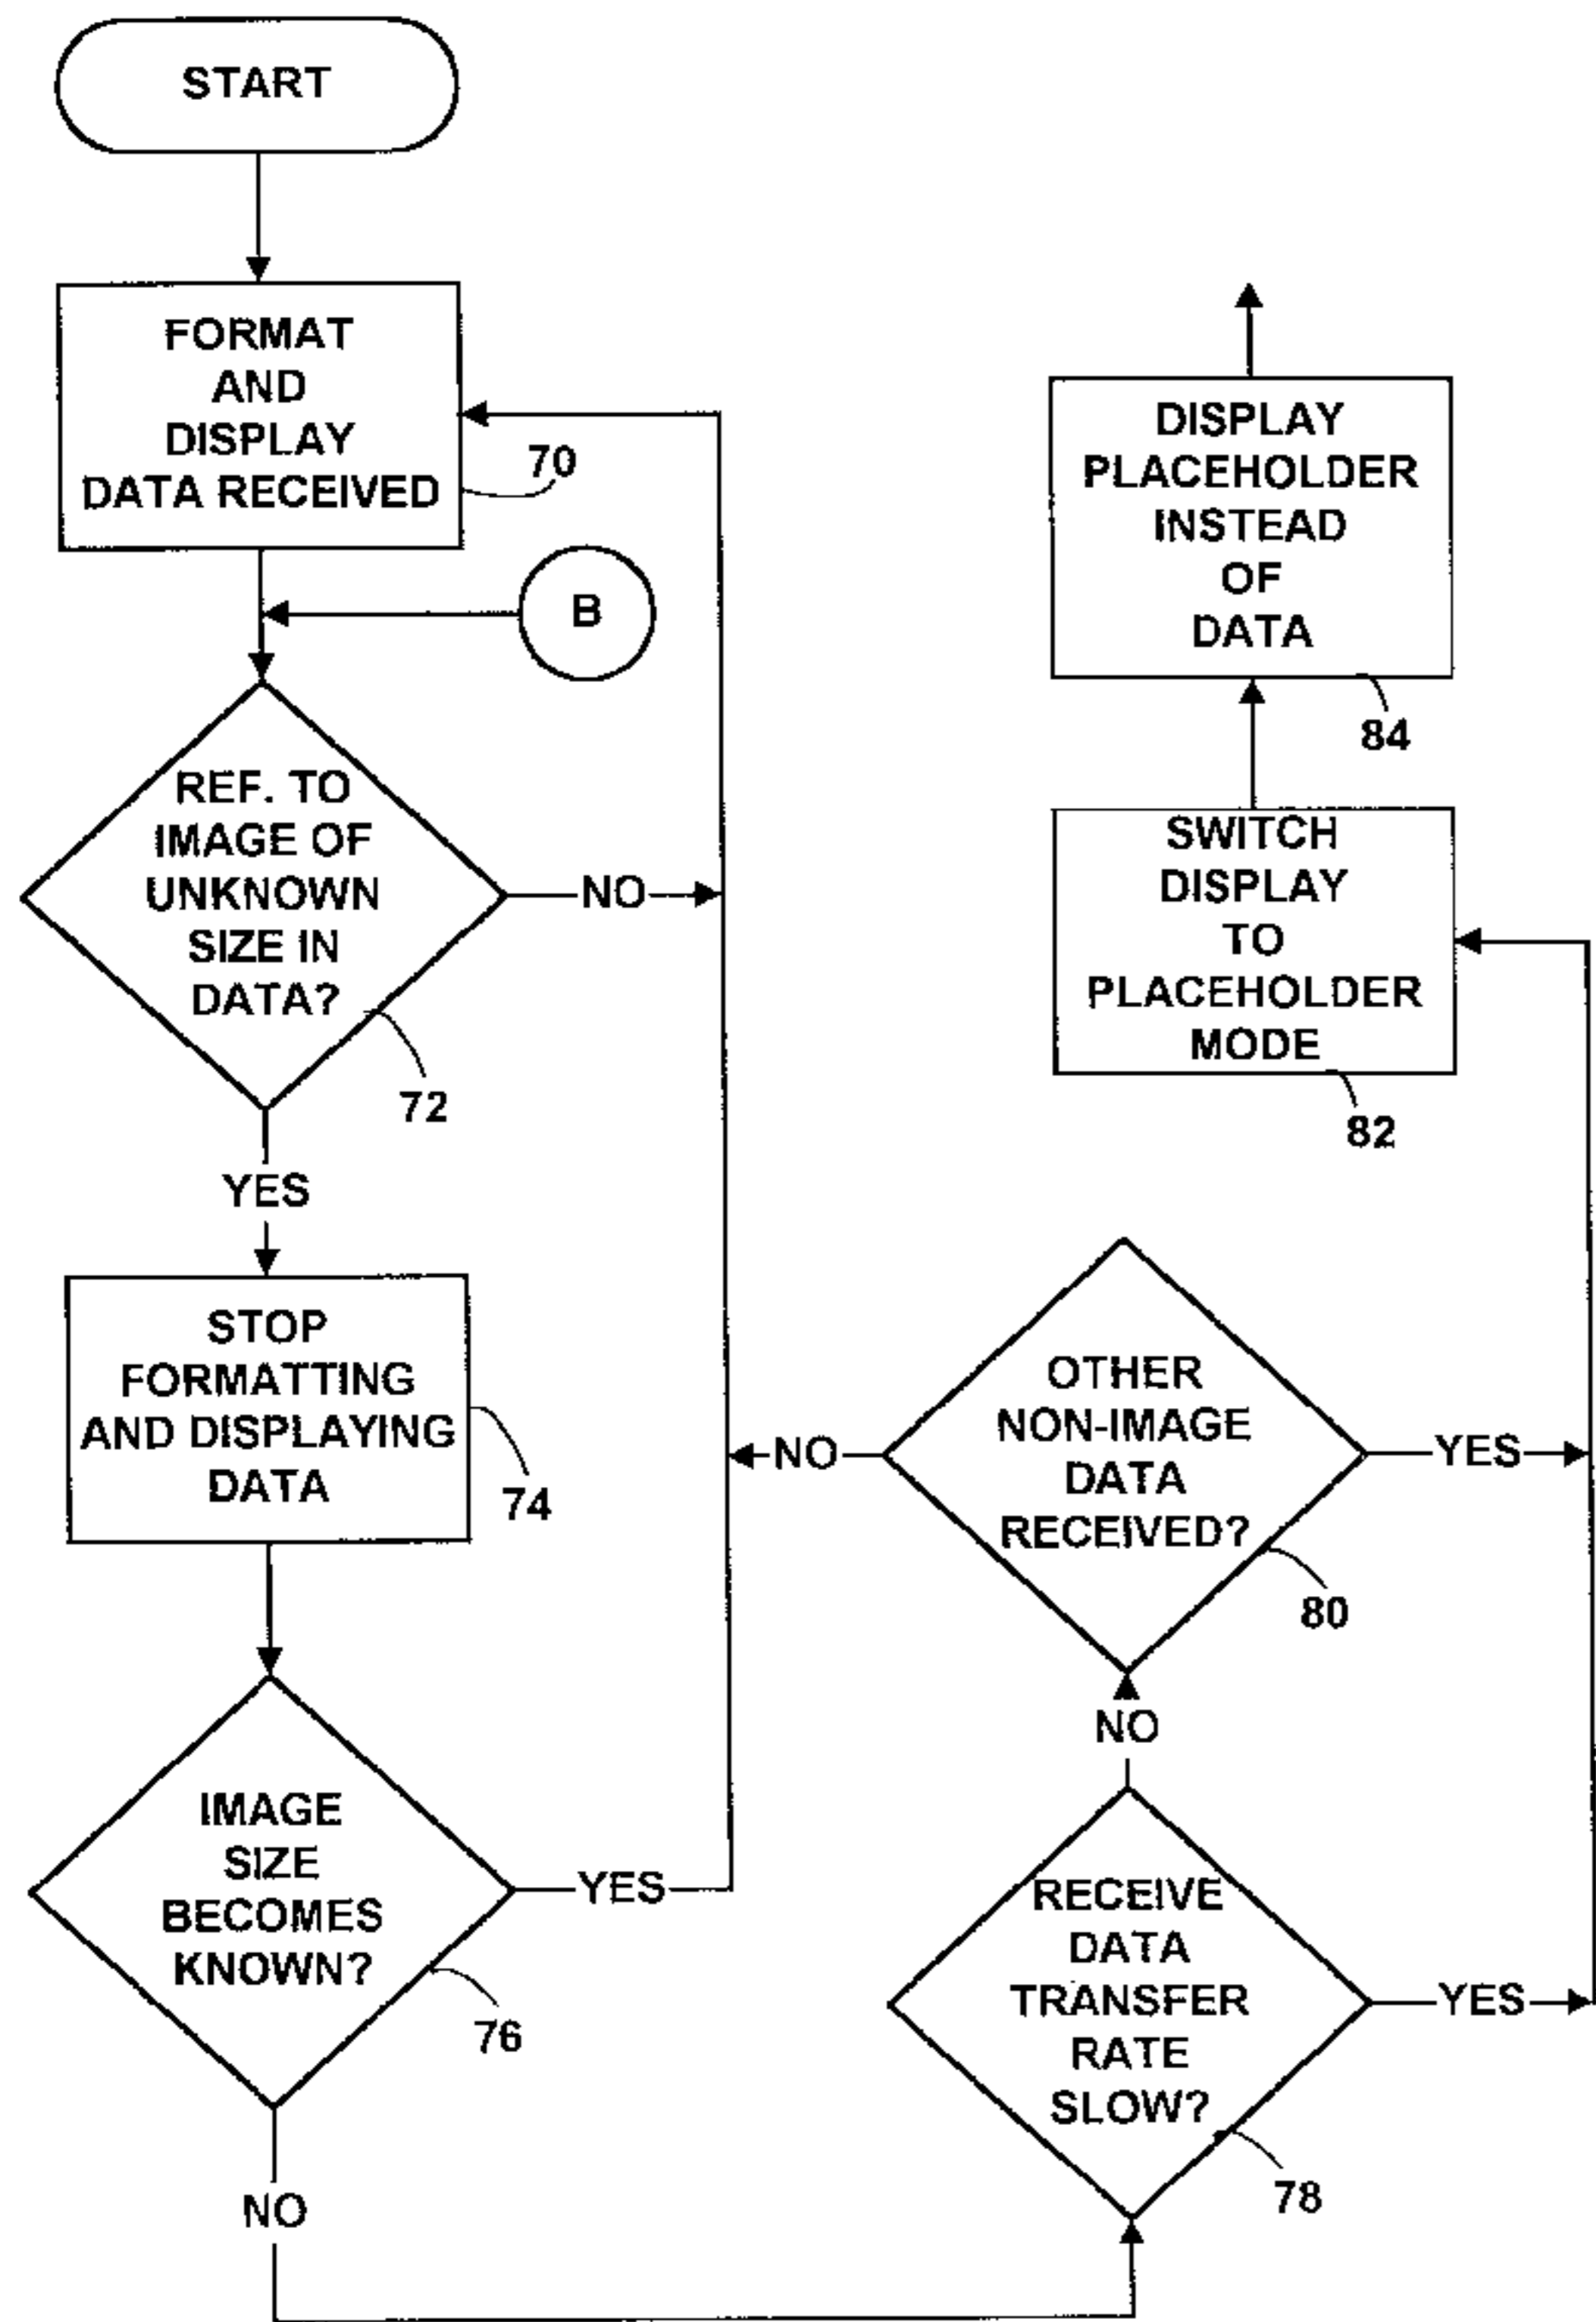 START
FORMAT
AND
DISPLAY
DATA RECEIVED
70
B
REF. TO
IMAGE OF
UNKNOWN
SIZE IN
DATA?
NO
72
YES
STOP
FORMATTING
AND DISPLAYING
DATA
74
IMAGE
SIZE
BECOMES
KNOWN?
YES
76
NO
RECEIVE
DATA
TRANSFER
RATE
SLOW?
YES
78
NO
OTHER
NON-IMAGE
DATA
RECEIVED?
NO
YES
80
SWITCH
DISPLAY
TO
PLACEHOLDER
MODE
82
DISPLAY
PLACEHOLDER
INSTEAD
OF
DATA
84